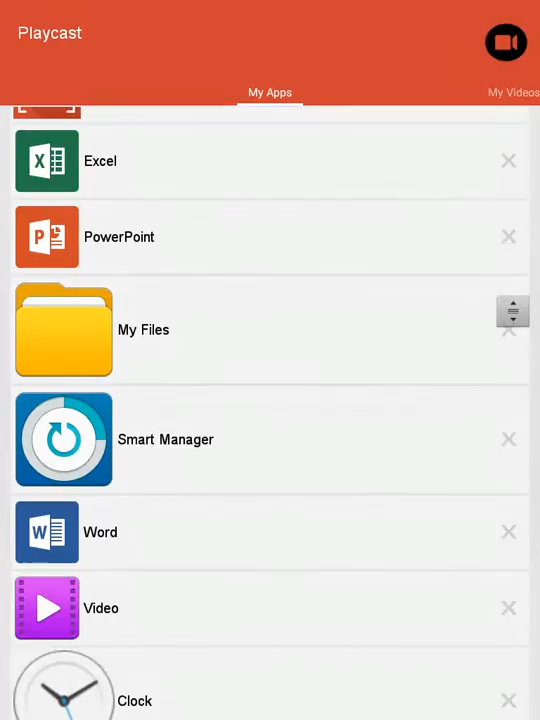 Playcast
My Apps
My Videos
Excel
PowerPoint
My Files
Smart Manager
Word
Video
Clock